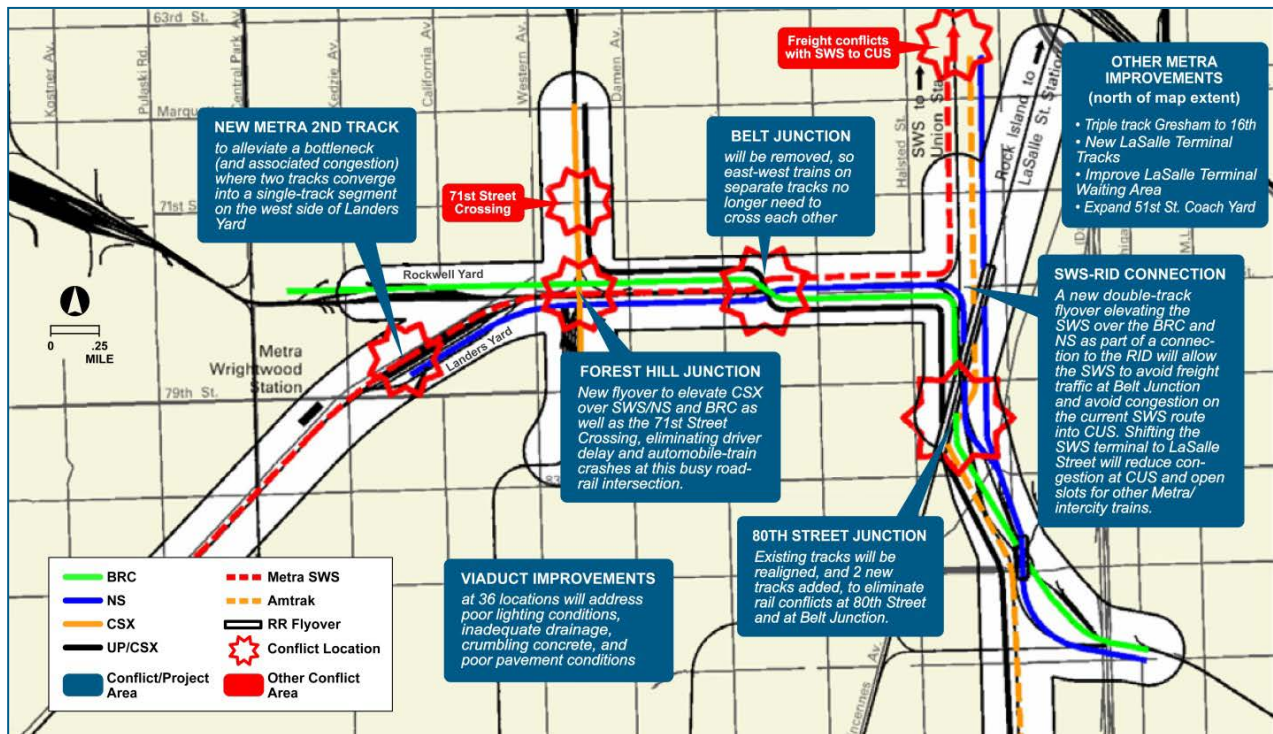 63rd St.
Kostner Av.
Pulaski Rd.
Central Park Av.
Kedzie Av.
California Av.
Western Av.
Damen Av.
Halsted St.
Freight conflicts
with SWS to CUS
SWS to
Union Sta
Rock Island to
LaSalle St. Station
OTHER METRA
IMPROVEMENTS
(north of map extent)
• Triple track Gresham to 16th
• New LaSalle Terminal
Tracks
• Improve LaSalle Terminal
Waiting Area
• Expand 51st St. Coach Yard
Marqu
NEW METRA 2ND TRACK
to alleviate a bottleneck
(and associated congestion)
where two tracks converge
into a single-track segment
on the west side of Landers
Yard
71st Street
Crossing
71st S
BELT JUNCTION
will be removed, so
east-west trains on
separate tracks no
longer need to
cross each other
M.L.
Rockwell Yard
Landers Yard
0 .25
MILE
Metra
Wrightwood
Station
79th St.
FOREST HILL JUNCTION
New flyover to elevate CSX
over SWS/NS and BRC as
well as the 71st Street
Crossing, eliminating driver
delay and automobile-train
crashes at this busy road-
rail intersection.
SWS-RID CONNECTION
A new double-track
flyover elevating the
SWS over the BRC and
NS as part of a connec-
tion to the RID will allow
the SWS to avoid freight
traffic at Belt Junction
and avoid congestion on
the current SWS route
into CUS. Shifting the
SWS terminal to LaSalle
Street will reduce con-
gestion at CUS and open
slots for other Metra/
intercity trains.
83
80TH STREET JUNCTION
Existing tracks will be
realigned, and 2 new
tracks added, to eliminate
rail conflicts at 80th Street
and at Belt Junction.
VIADUCT IMPROVEMENTS
at 36 locations will address
poor lighting conditions,
inadequate drainage,
crumbling concrete, and
poor pavement conditions
incennes Av.
BRC
NS
CSX
UP/CSX
Conflict/Project
Area
Metra SWS
Amtrak
RR Flyover
Conflict Location
Other Conflict
Area